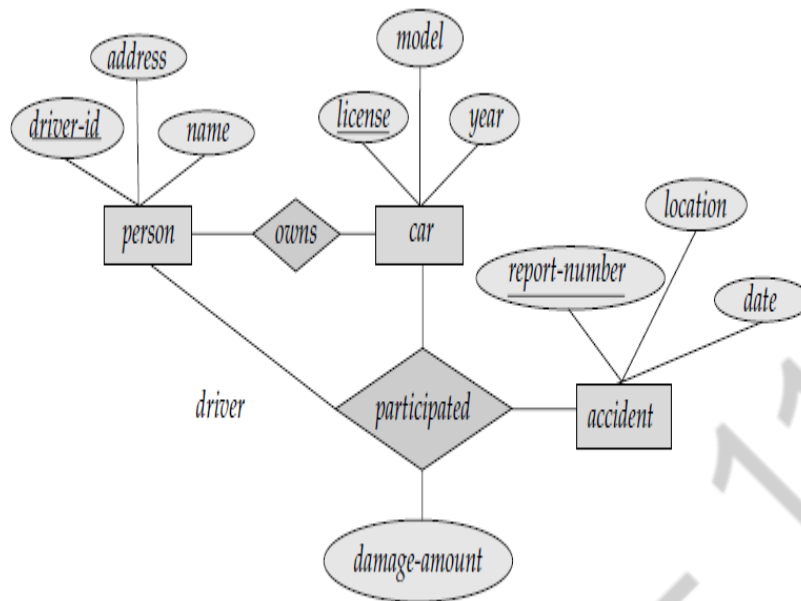 model
address
driver-id
name
license
year
location
person
owns
car
report-number
date
driver
participated
accident
damage-amount